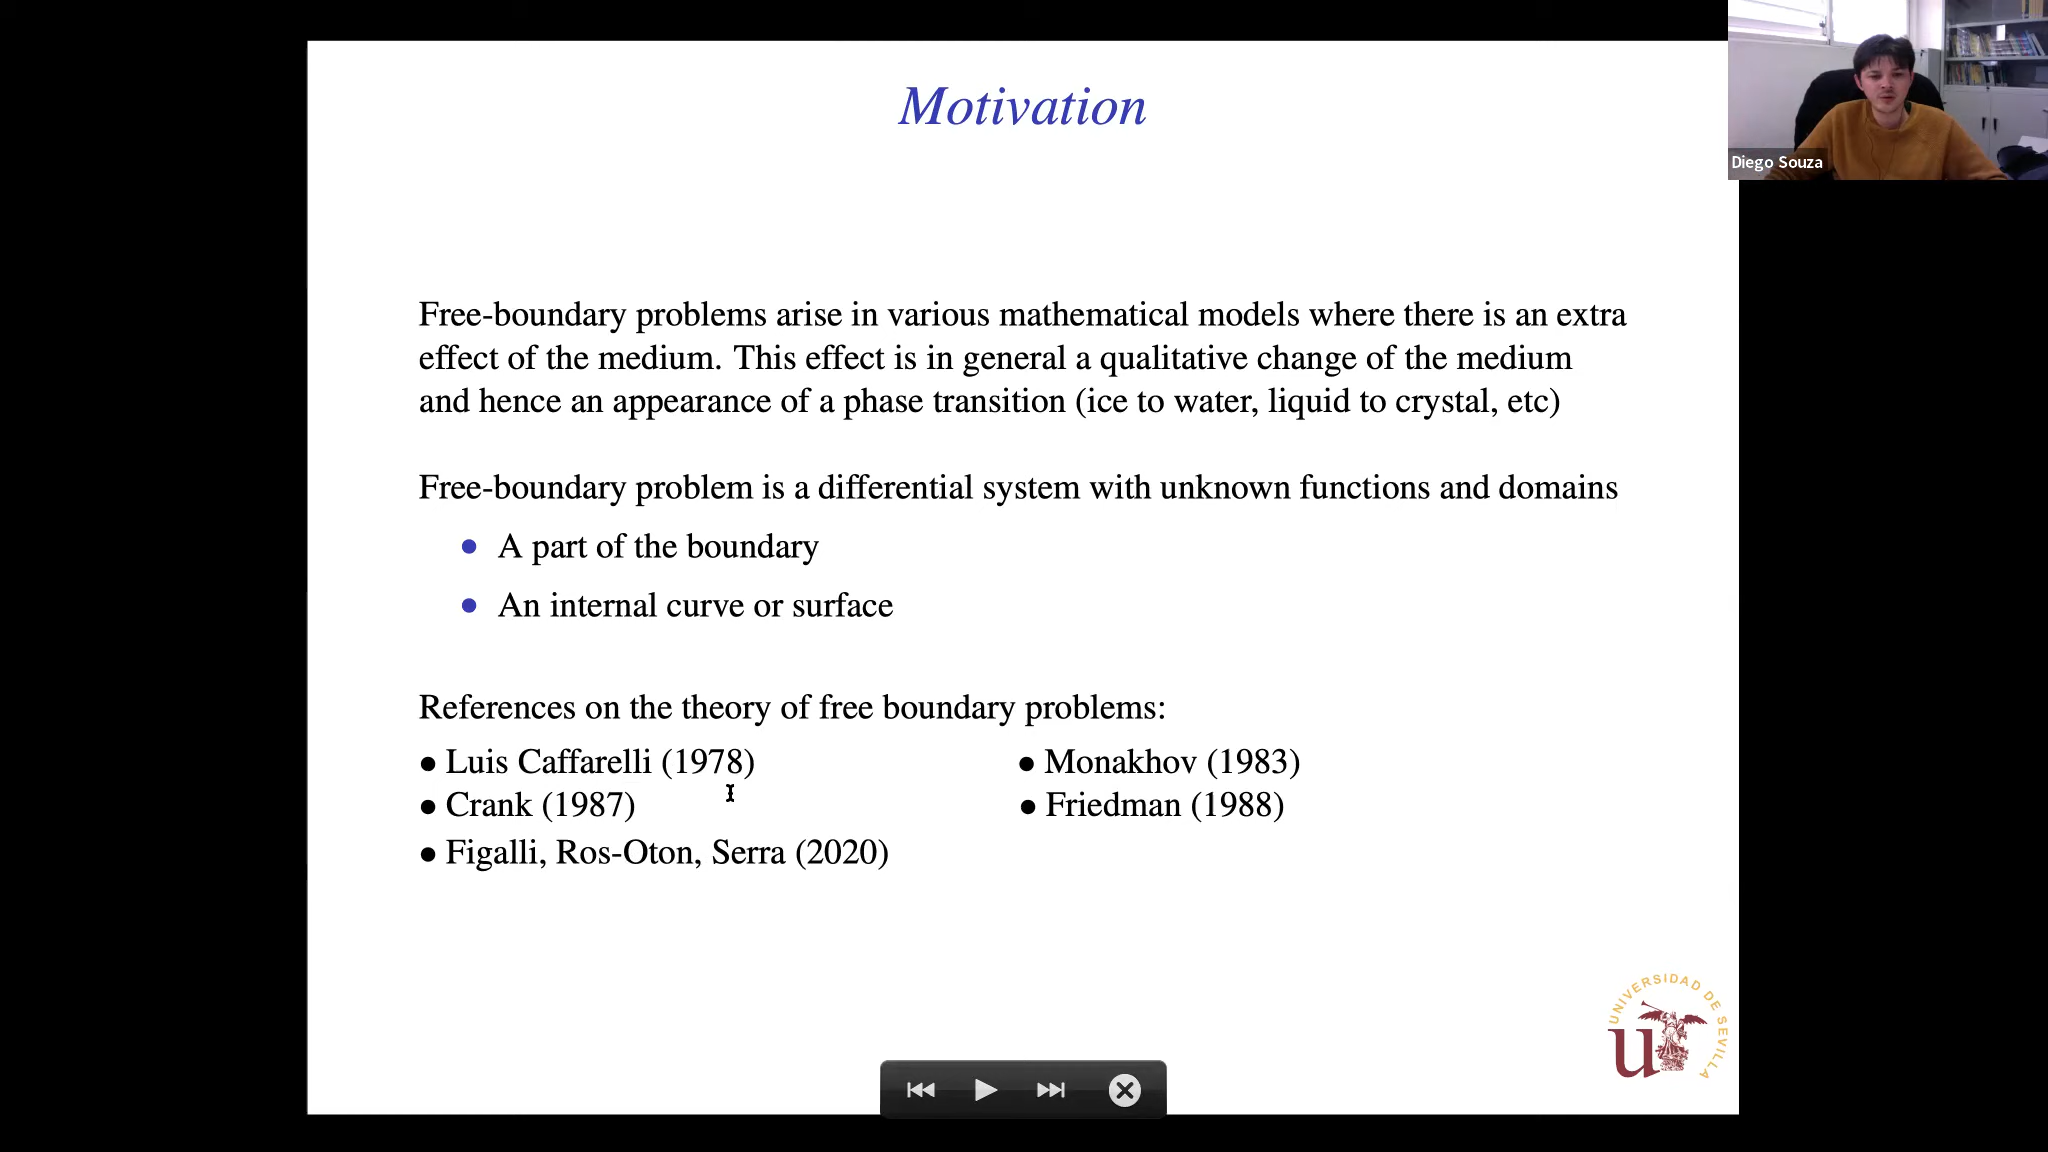 Motivation
Diego Souza
Free-boundary problems arise in various mathematical models where there is an extra
effect of the medium. This effect is in general a qualitative change of the medium
and hence an appearance of a phase transition (ice to water, liquid to crystal, etc)
Free-boundary problem is a differential system with unknown functions and domains
• A part of the boundary
• An internal curve or surface
References on the theory of free boundary problems:
• Luis Caffarelli (1978)
• Monakhov (1983)
• Crank (1987)
• Friedman (1988)
• Figalli, Ros-Oton, Serra (2020)
UNIVERSIDAD DE SEVILLA
u